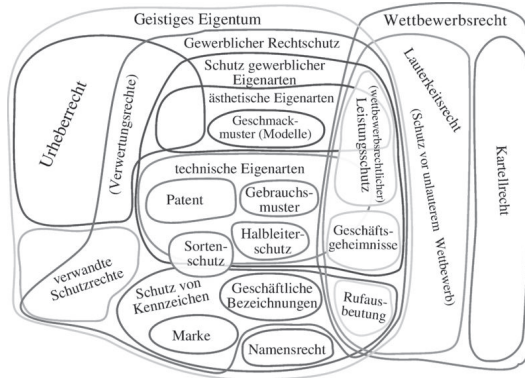 Geistiges Eigentum
Wettbewerbsrecht
Gewerblicher Rechtschutz
Schutz gewerblicher
Eigenarten
ästhetische Eigenarten
Geschmack-
muster (Modelle)
Urheberrecht
(Verwertungsrechte)
technische Eigenarten
Patent
Gebrauchs-
muster
Sorten-
schutz
Halbleiter-
schutz
verwandte
Schutzrechte
Schutz von
Kennzeichen
Geschäftliche
Bezeichnungen
Marke
Namensrecht
(wettbewerbsrechtlicher)
Leistungsschutz
Geschäfts-
geheimnisse
Rufaus-
beutung
Lauterkeitsrecht
(Schutz vor unlauterem Wettbewerb)
Kartellrecht